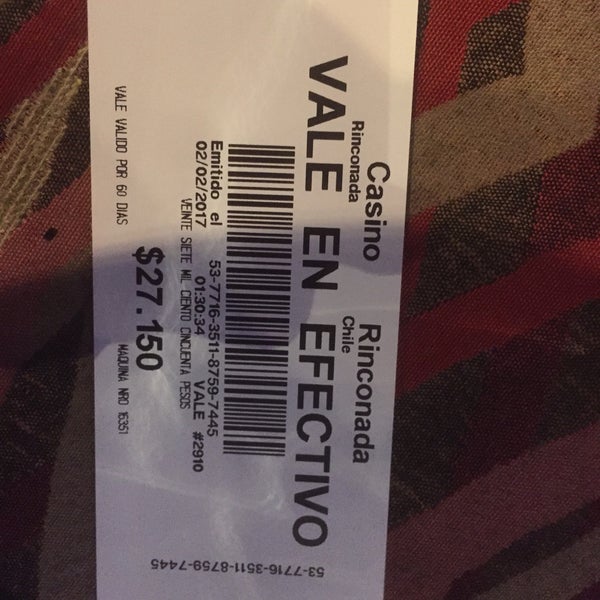 Casino Rinconada
Rinconada Chile
VALE EN EFECTIVO
53-7716-3511-8759-7445
Emitido el 53-7716-3511-8759-7445
02/02/2017 01:30:34 VALE #2910
VEINTE SIETE MIL CIENTO CINCUENTA PESOS
$27.150
VALE VALIDO POR 60 DIAS MAQUINA NRO 16351